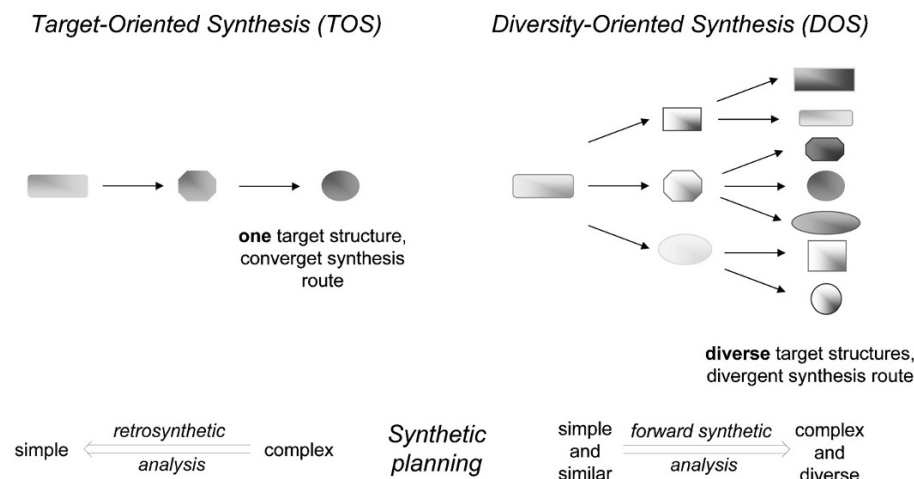 Target-Oriented Synthesis (TOS)
Diversity-Oriented Synthesis (DOS)
one target structure,
converget synthesis
route
diverse target structures,
divergent synthesis route
simple
retrosynthetic
analysis
complex
Synthetic
planning
simple
and
similar
forward synthetic
analysis
complex
and
diverse